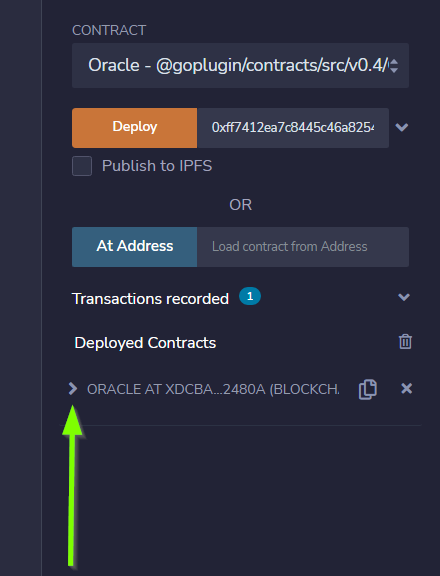 CONTRACT
Oracle - @goplugin/contracts/src/v0.4/
Deploy 0xff7412ea7c8445c46a8254
Publish to IPFS
OR
At Address Load contract from Address
Transactions recorded 1
Deployed Contracts
ORACLE AT XDCBA...2480A (BLOCKCH